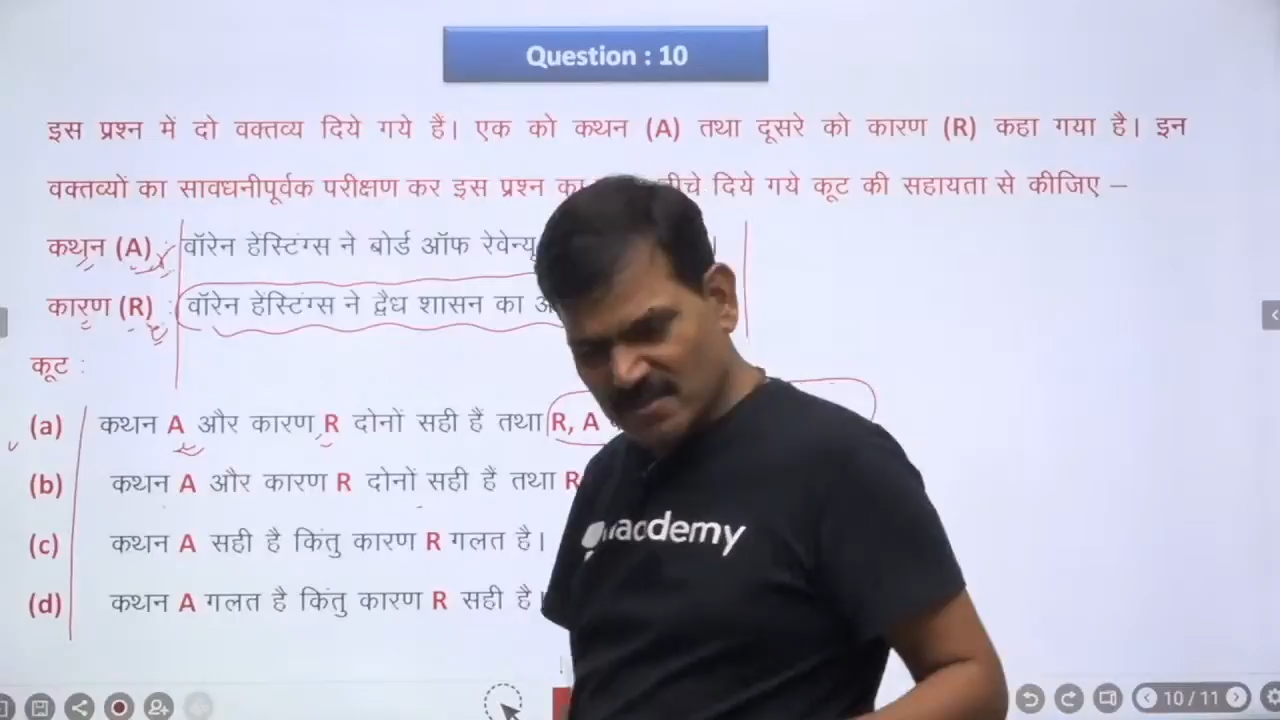 Question : 10
इस प्रश्न में दो वक्तव्य दिये गये हैं। एक को कथन (A) तथा दूसरे को कारण (R) कहा गया है। इन
वक्तव्यों का सावधनीपूर्वक परीक्षण कर इस प्रश्न का नीचे दिये गये कूट की सहायता से कीजिए –
कथन (A) : वॉरेन हेंस्टिंग्स ने बोर्ड ऑफ रेवेन्यू
कारण (R) : वॉरेन हेंस्टिंग्स ने द्वैध शासन का
कूट :
(a) कथन A और कारण R दोनों सही हैं तथा R, A
(b) कथन A और कारण R दोनों सही हैं तथा R
(c) कथन A सही है किंतु कारण R गलत है।
(d) कथन A गलत है किंतु कारण R सही है।
10 / 11